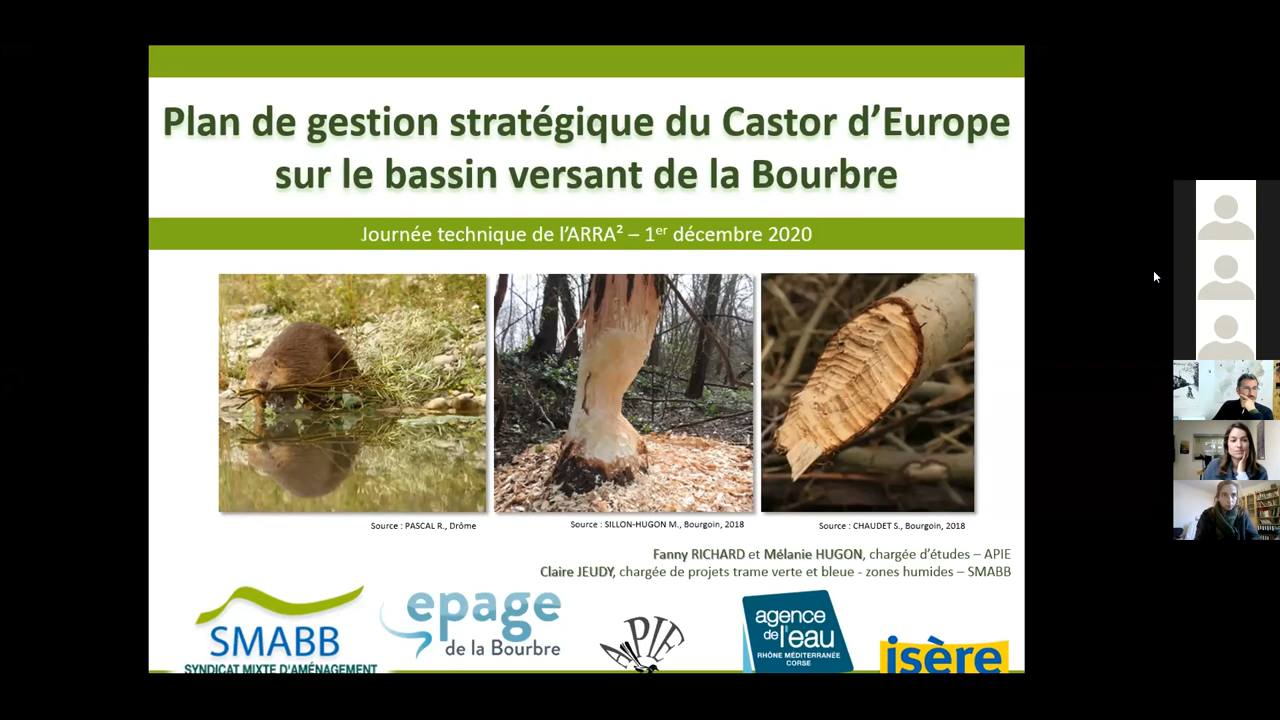 Plan de gestion stratégique du Castor d’Europe
sur le bassin versant de la Bourbre
Journée technique de l’ARRA² – 1er décembre 2020
Source : PASCAL R., Drôme
Source : SILLON-HUGON M., Bourgoin, 2018
Source : CHAUDET S., Bourgoin, 2018
Fanny RICHARD et Mélanie HUGON, chargée d’études – APIE
Claire JEUDY, chargée de projets trame verte et bleue - zones humides – SMABB
SMABB
SYNDICAT MIXTE D'AMÉNAGEMENT
epage
de la Bourbre
APIE
agence
de l'eau
RHÔNE MÉDITERRANÉE
CORSE
isère